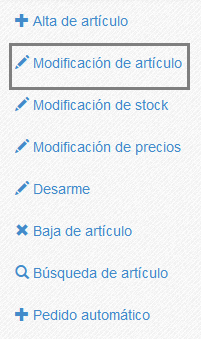 Alta de artículo
Modificación de artículo
Modificación de stock
Modificación de precios
Desarme
Baja de artículo
Búsqueda de artículo
Pedido automático